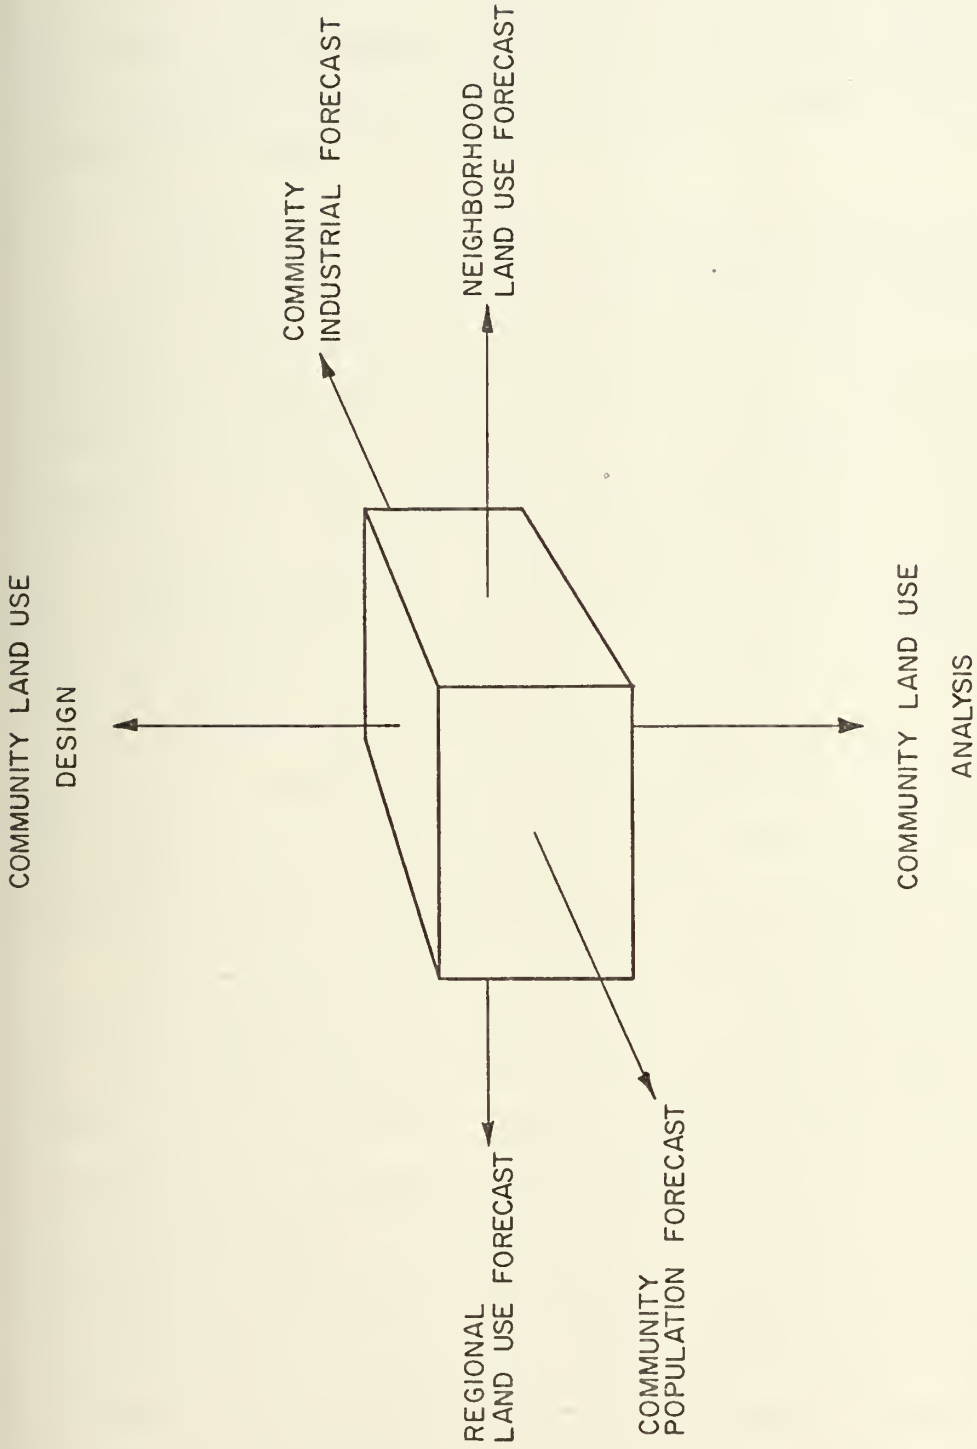 COMMUNITY LAND USE
DESIGN
COMMUNITY
INDUSTRIAL FORECAST
NEIGHBORHOOD
LAND USE FORECAST
REGIONAL
LAND USE FORECAST
COMMUNITY
POPULATION FORECAST
COMMUNITY LAND USE
ANALYSIS